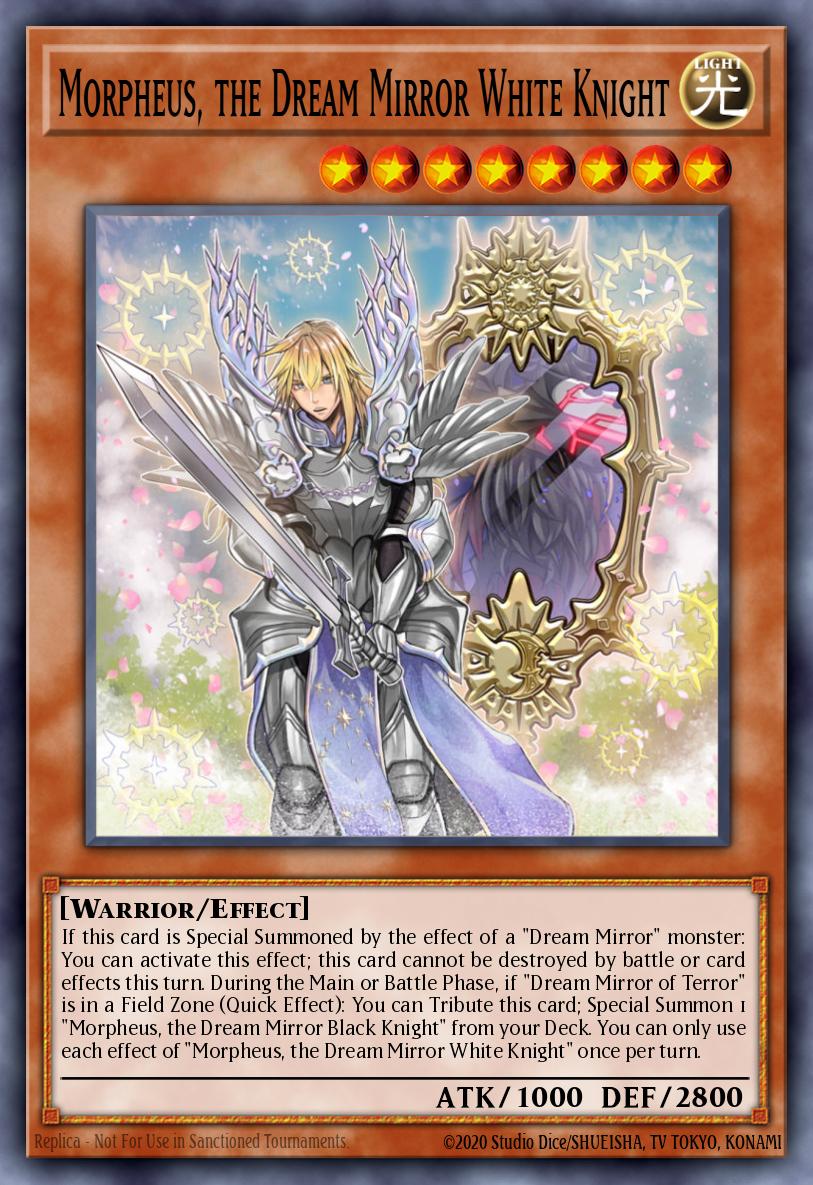 Morpheus, the Dream Mirror White Knight
LIGHT
光
[Warrior/Effect]
If this card is Special Summoned by the effect of a "Dream Mirror" monster:
You can activate this effect; this card cannot be destroyed by battle or card
effects this turn. During the Main or Battle Phase, if "Dream Mirror of Terror"
is in a Field Zone (Quick Effect): You can Tribute this card; Special Summon 1
"Morpheus, the Dream Mirror Black Knight" from your Deck. You can only use
each effect of "Morpheus, the Dream Mirror White Knight" once per turn.
ATK/1000 DEF/2800
Replica - Not For Use in Sanctioned Tournaments.
©2020 Studio Dice/SHUEISHA, TV TOKYO, KONAMI